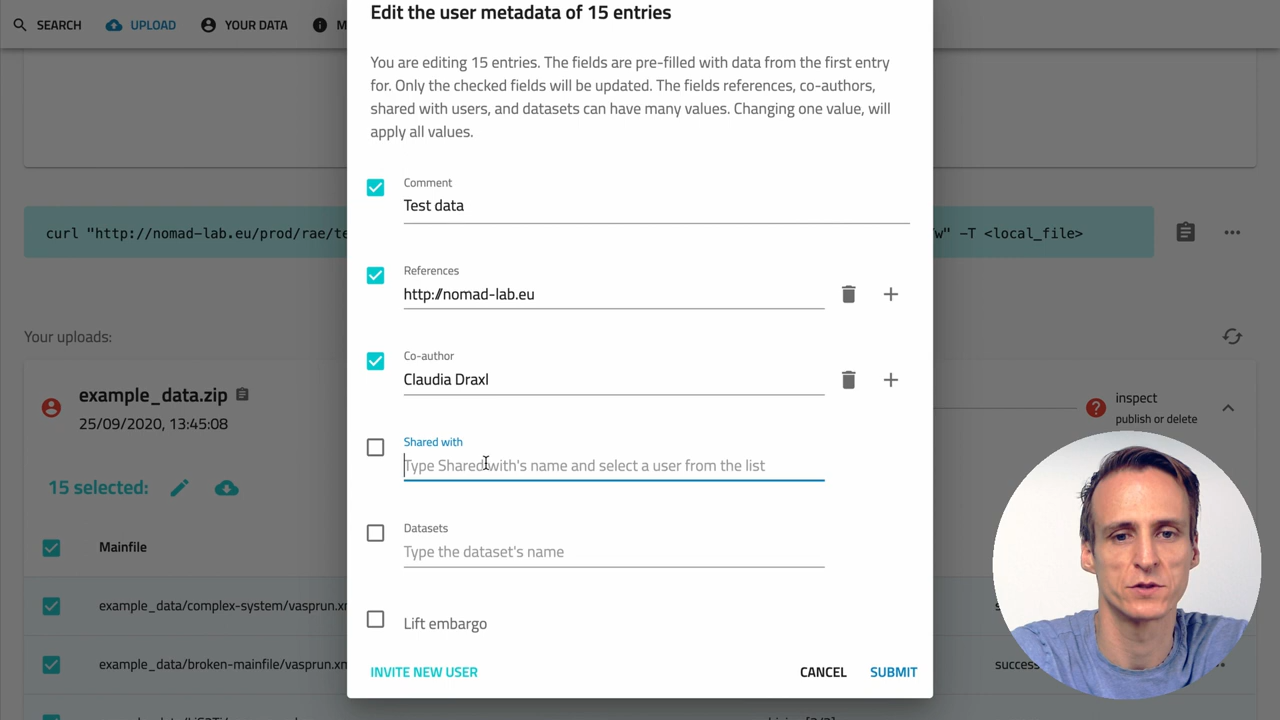 SEARCH UPLOAD YOUR DATA
Edit the user metadata of 15 entries
You are editing 15 entries. The fields are pre-filled with data from the first entry
for. Only the checked fields will be updated. The fields references, co-authors,
shared with users, and datasets can have many values. Changing one value, will
apply all values.
Comment
Test data
curl "http://nomad-lab.eu/prod/rae/te
w" -T <local_file>
References
http://nomad-lab.eu
Your uploads:
Co-author
Claudia Draxl
example_data.zip
25/09/2020, 13:45:08
inspect
publish or delete
Shared with
Type Shared with's name and select a user from the list
15 selected:
Datasets
Type the dataset's name
Mainfile
example_data/complex-system/vasprun.xm
Lift embargo
example_data/broken-mainfile/vasprun.xm
success
INVITE NEW USER
CANCEL
SUBMIT